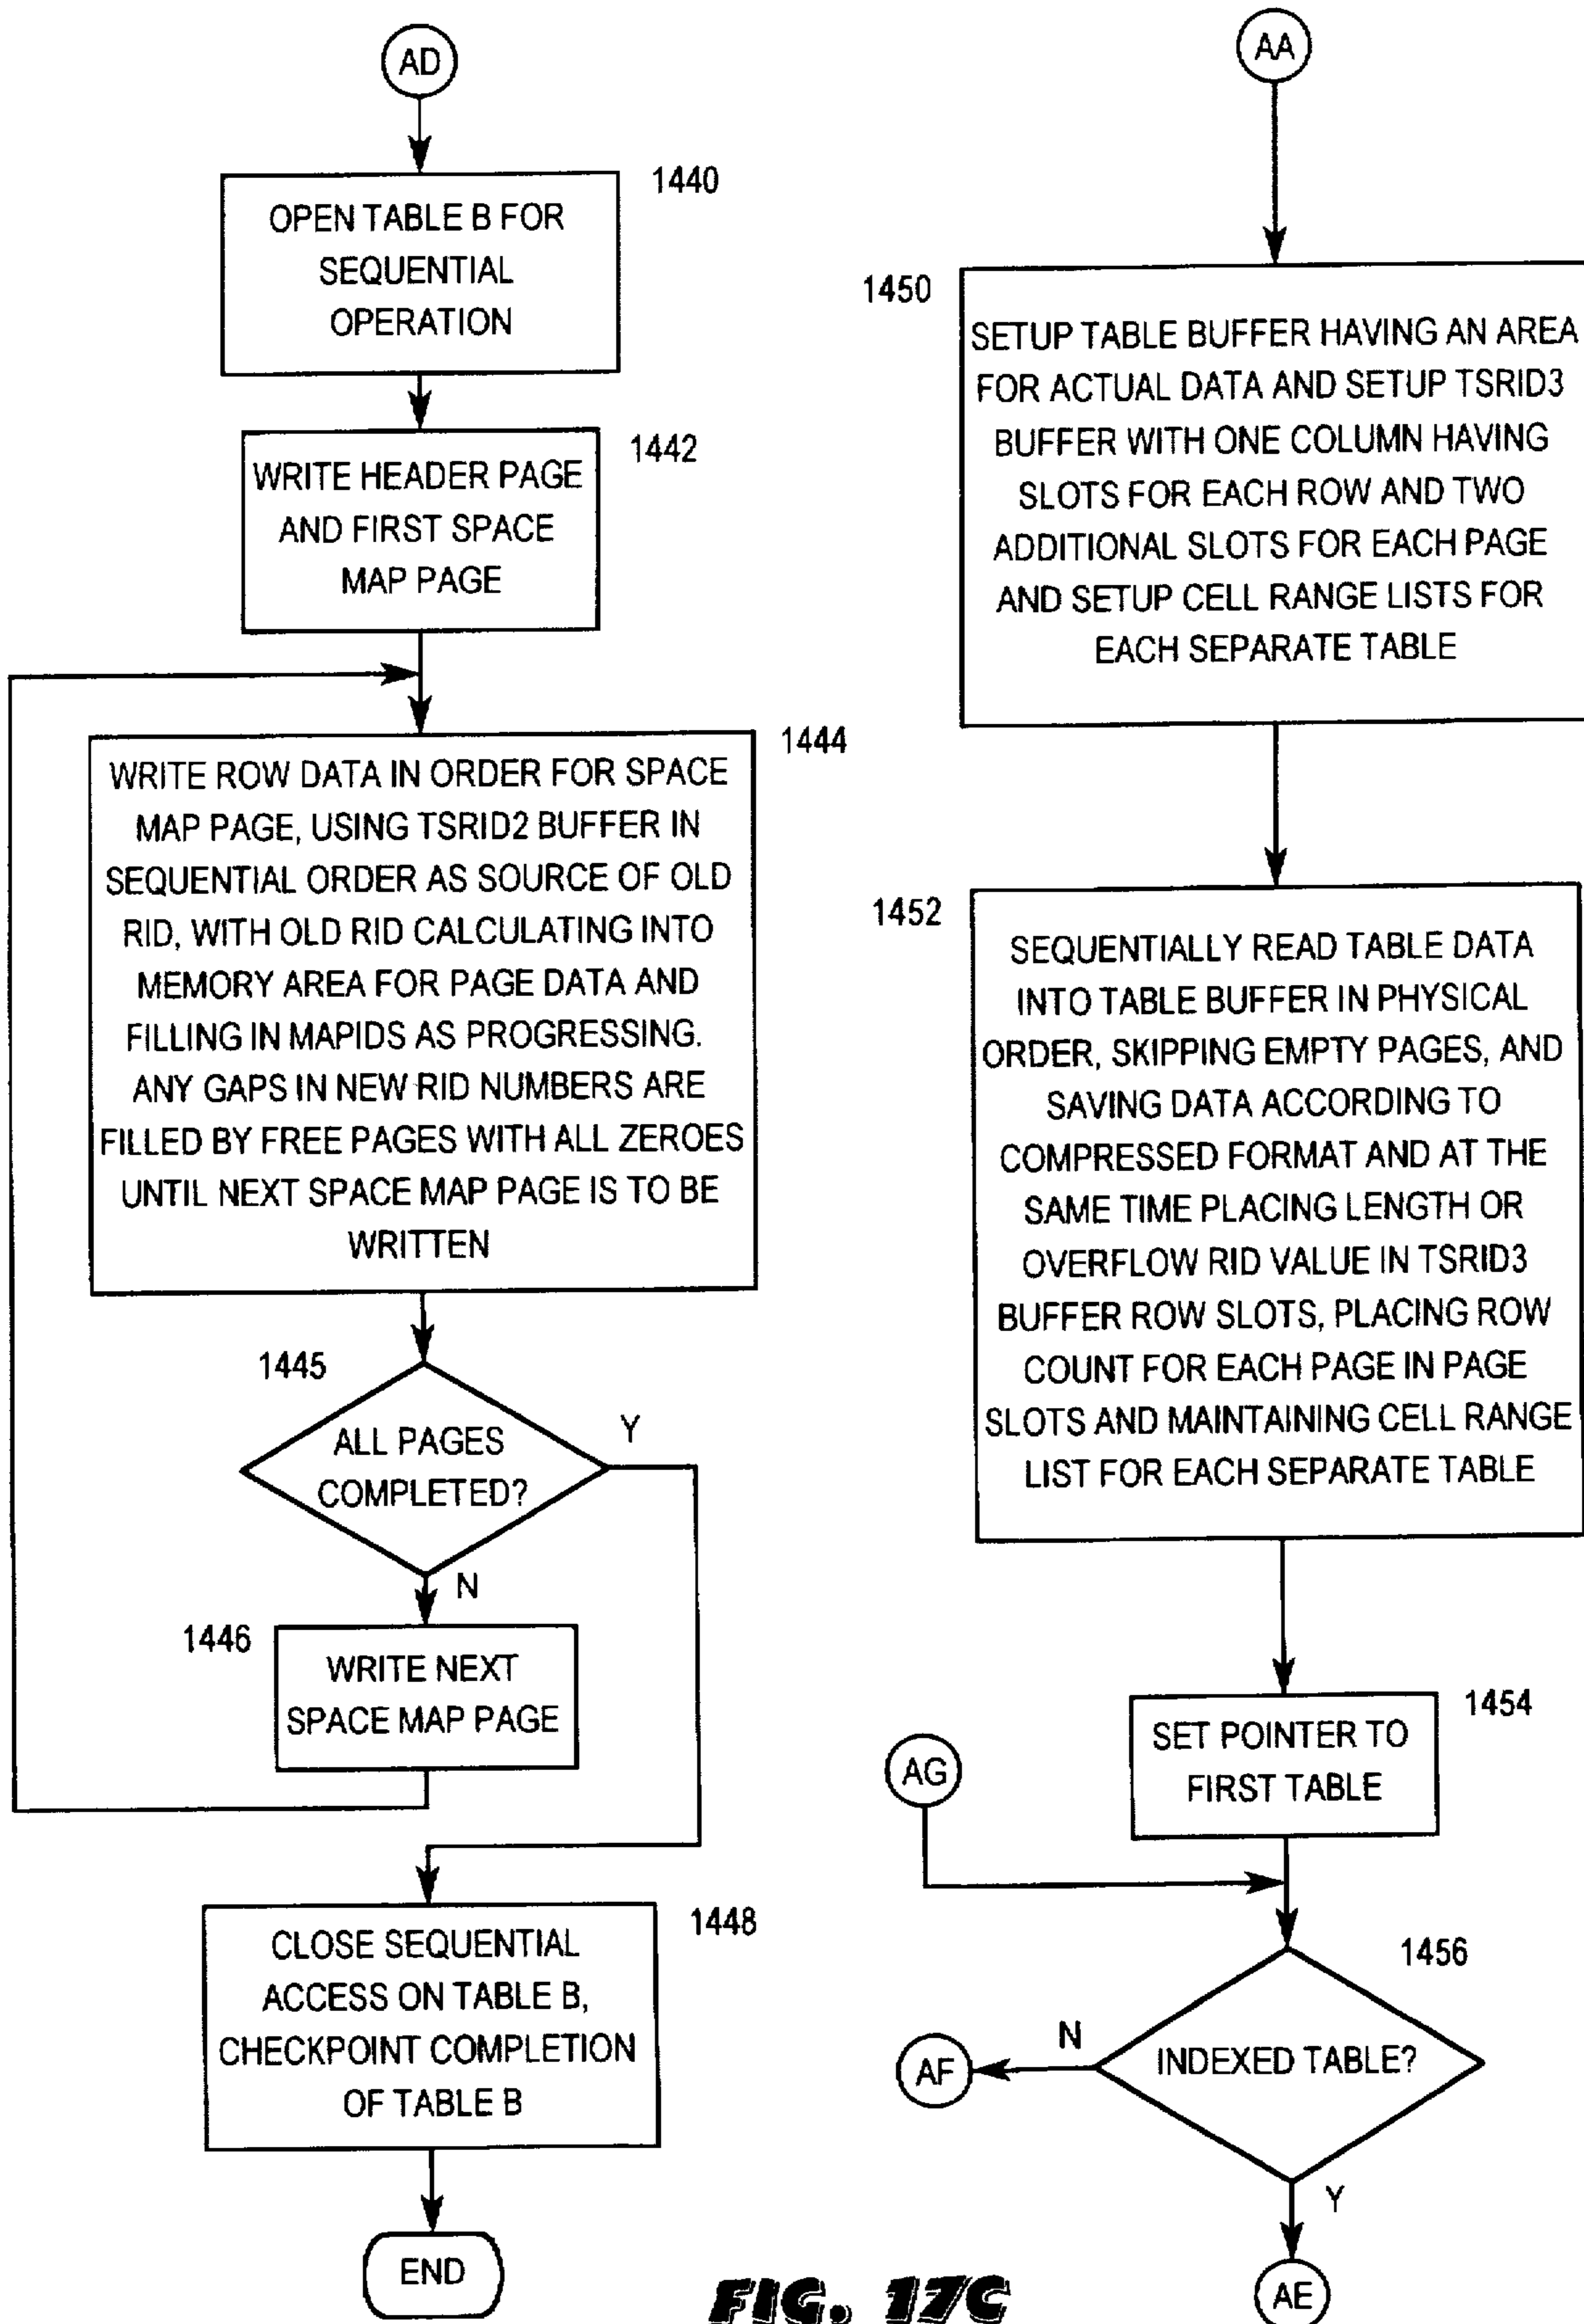 AD
1440
OPEN TABLE B FOR
SEQUENTIAL
OPERATION
1442
WRITE HEADER PAGE
AND FIRST SPACE
MAP PAGE
1444
WRITE ROW DATA IN ORDER FOR SPACE
MAP PAGE, USING TSRID2 BUFFER IN
SEQUENTIAL ORDER AS SOURCE OF OLD
RID, WITH OLD RID CALCULATING INTO
MEMORY AREA FOR PAGE DATA AND
FILLING IN MAPIDS AS PROGRESSING.
ANY GAPS IN NEW RID NUMBERS ARE
FILLED BY FREE PAGES WITH ALL ZEROES
UNTIL NEXT SPACE MAP PAGE IS TO BE
WRITTEN
1445
ALL PAGES
COMPLETED?
Y
N
1446
WRITE NEXT
SPACE MAP PAGE
1448
CLOSE SEQUENTIAL
ACCESS ON TABLE B,
CHECKPOINT COMPLETION
OF TABLE B
END
AA
1450
SETUP TABLE BUFFER HAVING AN AREA
FOR ACTUAL DATA AND SETUP TSRID3
BUFFER WITH ONE COLUMN HAVING
SLOTS FOR EACH ROW AND TWO
ADDITIONAL SLOTS FOR EACH PAGE
AND SETUP CELL RANGE LISTS FOR
EACH SEPARATE TABLE
1452
SEQUENTIALLY READ TABLE DATA
INTO TABLE BUFFER IN PHYSICAL
ORDER, SKIPPING EMPTY PAGES, AND
SAVING DATA ACCORDING TO
COMPRESSED FORMAT AND AT THE
SAME TIME PLACING LENGTH OR
OVERFLOW RID VALUE IN TSRID3
BUFFER ROW SLOTS, PLACING ROW
COUNT FOR EACH PAGE IN PAGE
SLOTS AND MAINTAINING CELL RANGE
LIST FOR EACH SEPARATE TABLE
1454
SET POINTER TO
FIRST TABLE
AG
1456
INDEXED TABLE?
N
AF
Y
AE
FIG. 17C